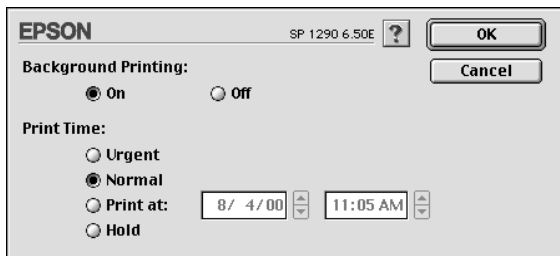 EPSON SP 1290 6.50E ? OK
Background Printing: Cancel
On Off
Print Time:
Urgent
Normal
Print at: 8/ 4/00 11:05 AM
Hold